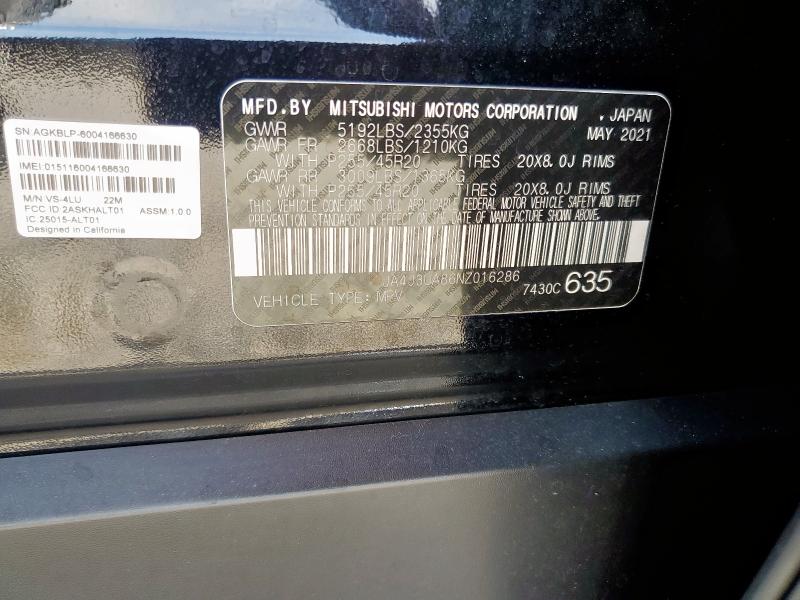 SN:AGKBLP-6004166630
IMEI:015116004166630
M/N VS-4LU 22M
FCC ID:2ASKHALT01 ASSM:1.0.0
IC:25015-ALT01
Designed in California
MFD.BY MITSUBISHI MOTORS CORPORATION , JAPAN
GWR 5192LBS/2355KG MAY 2021
GAWR FR 2668LBS/1210KG
WITH P255/45R20 TIRES 20X8.0J RIMS
GAWR RR 3009LBS/1365KG
WITH P255/45R20 TIRES 20X8.0J RIMS
THIS VEHICLE CONFORMS TO ALL APPLICABLE FEDERAL MOTOR VEHICLE SAFETY AND
THEFT PREVENTION STANDARDS IN EFFECT ON THE DATE OF MANUFACTURE SHOWN ABOVE.
JA4J3UA86NZ016286
VEHICLE TYPE: MPV 7430C 635